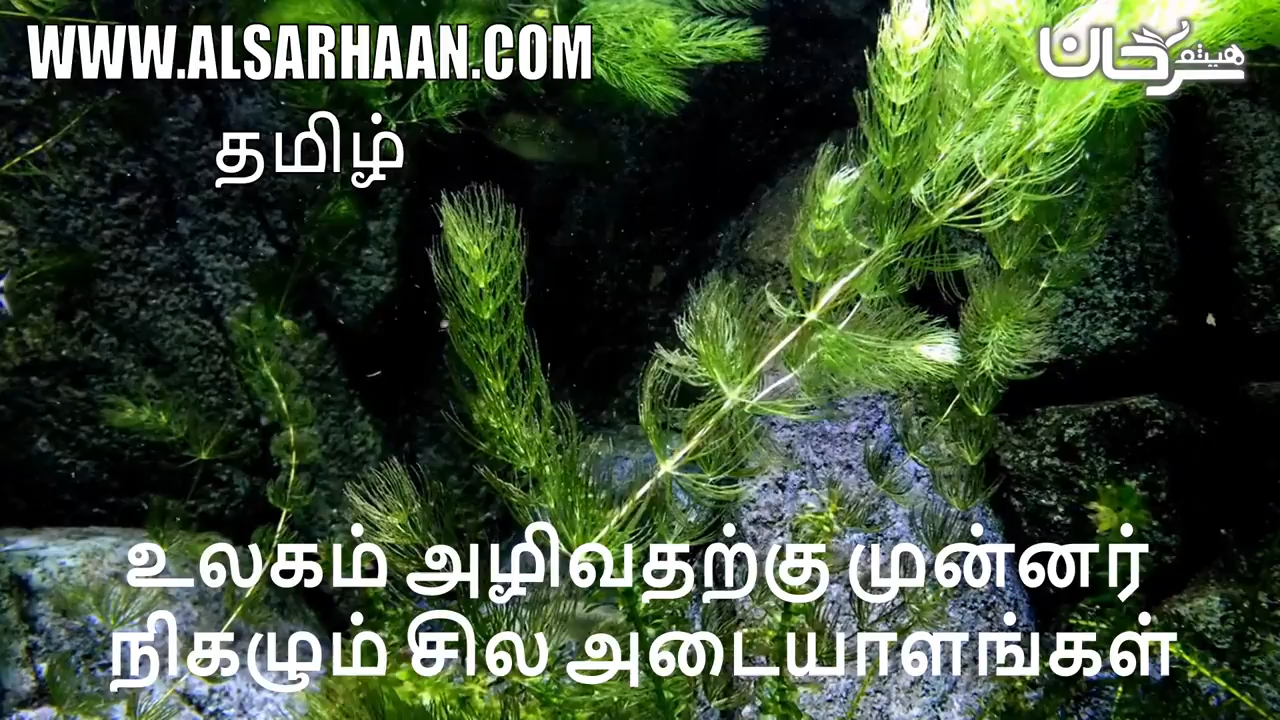 WWW.ALSARHAAN.COM
هيثم سرحان
தமிழ்
உலகம் அழிவதற்கு முன்னர்
நிகழும் சில அடையாளங்கள்